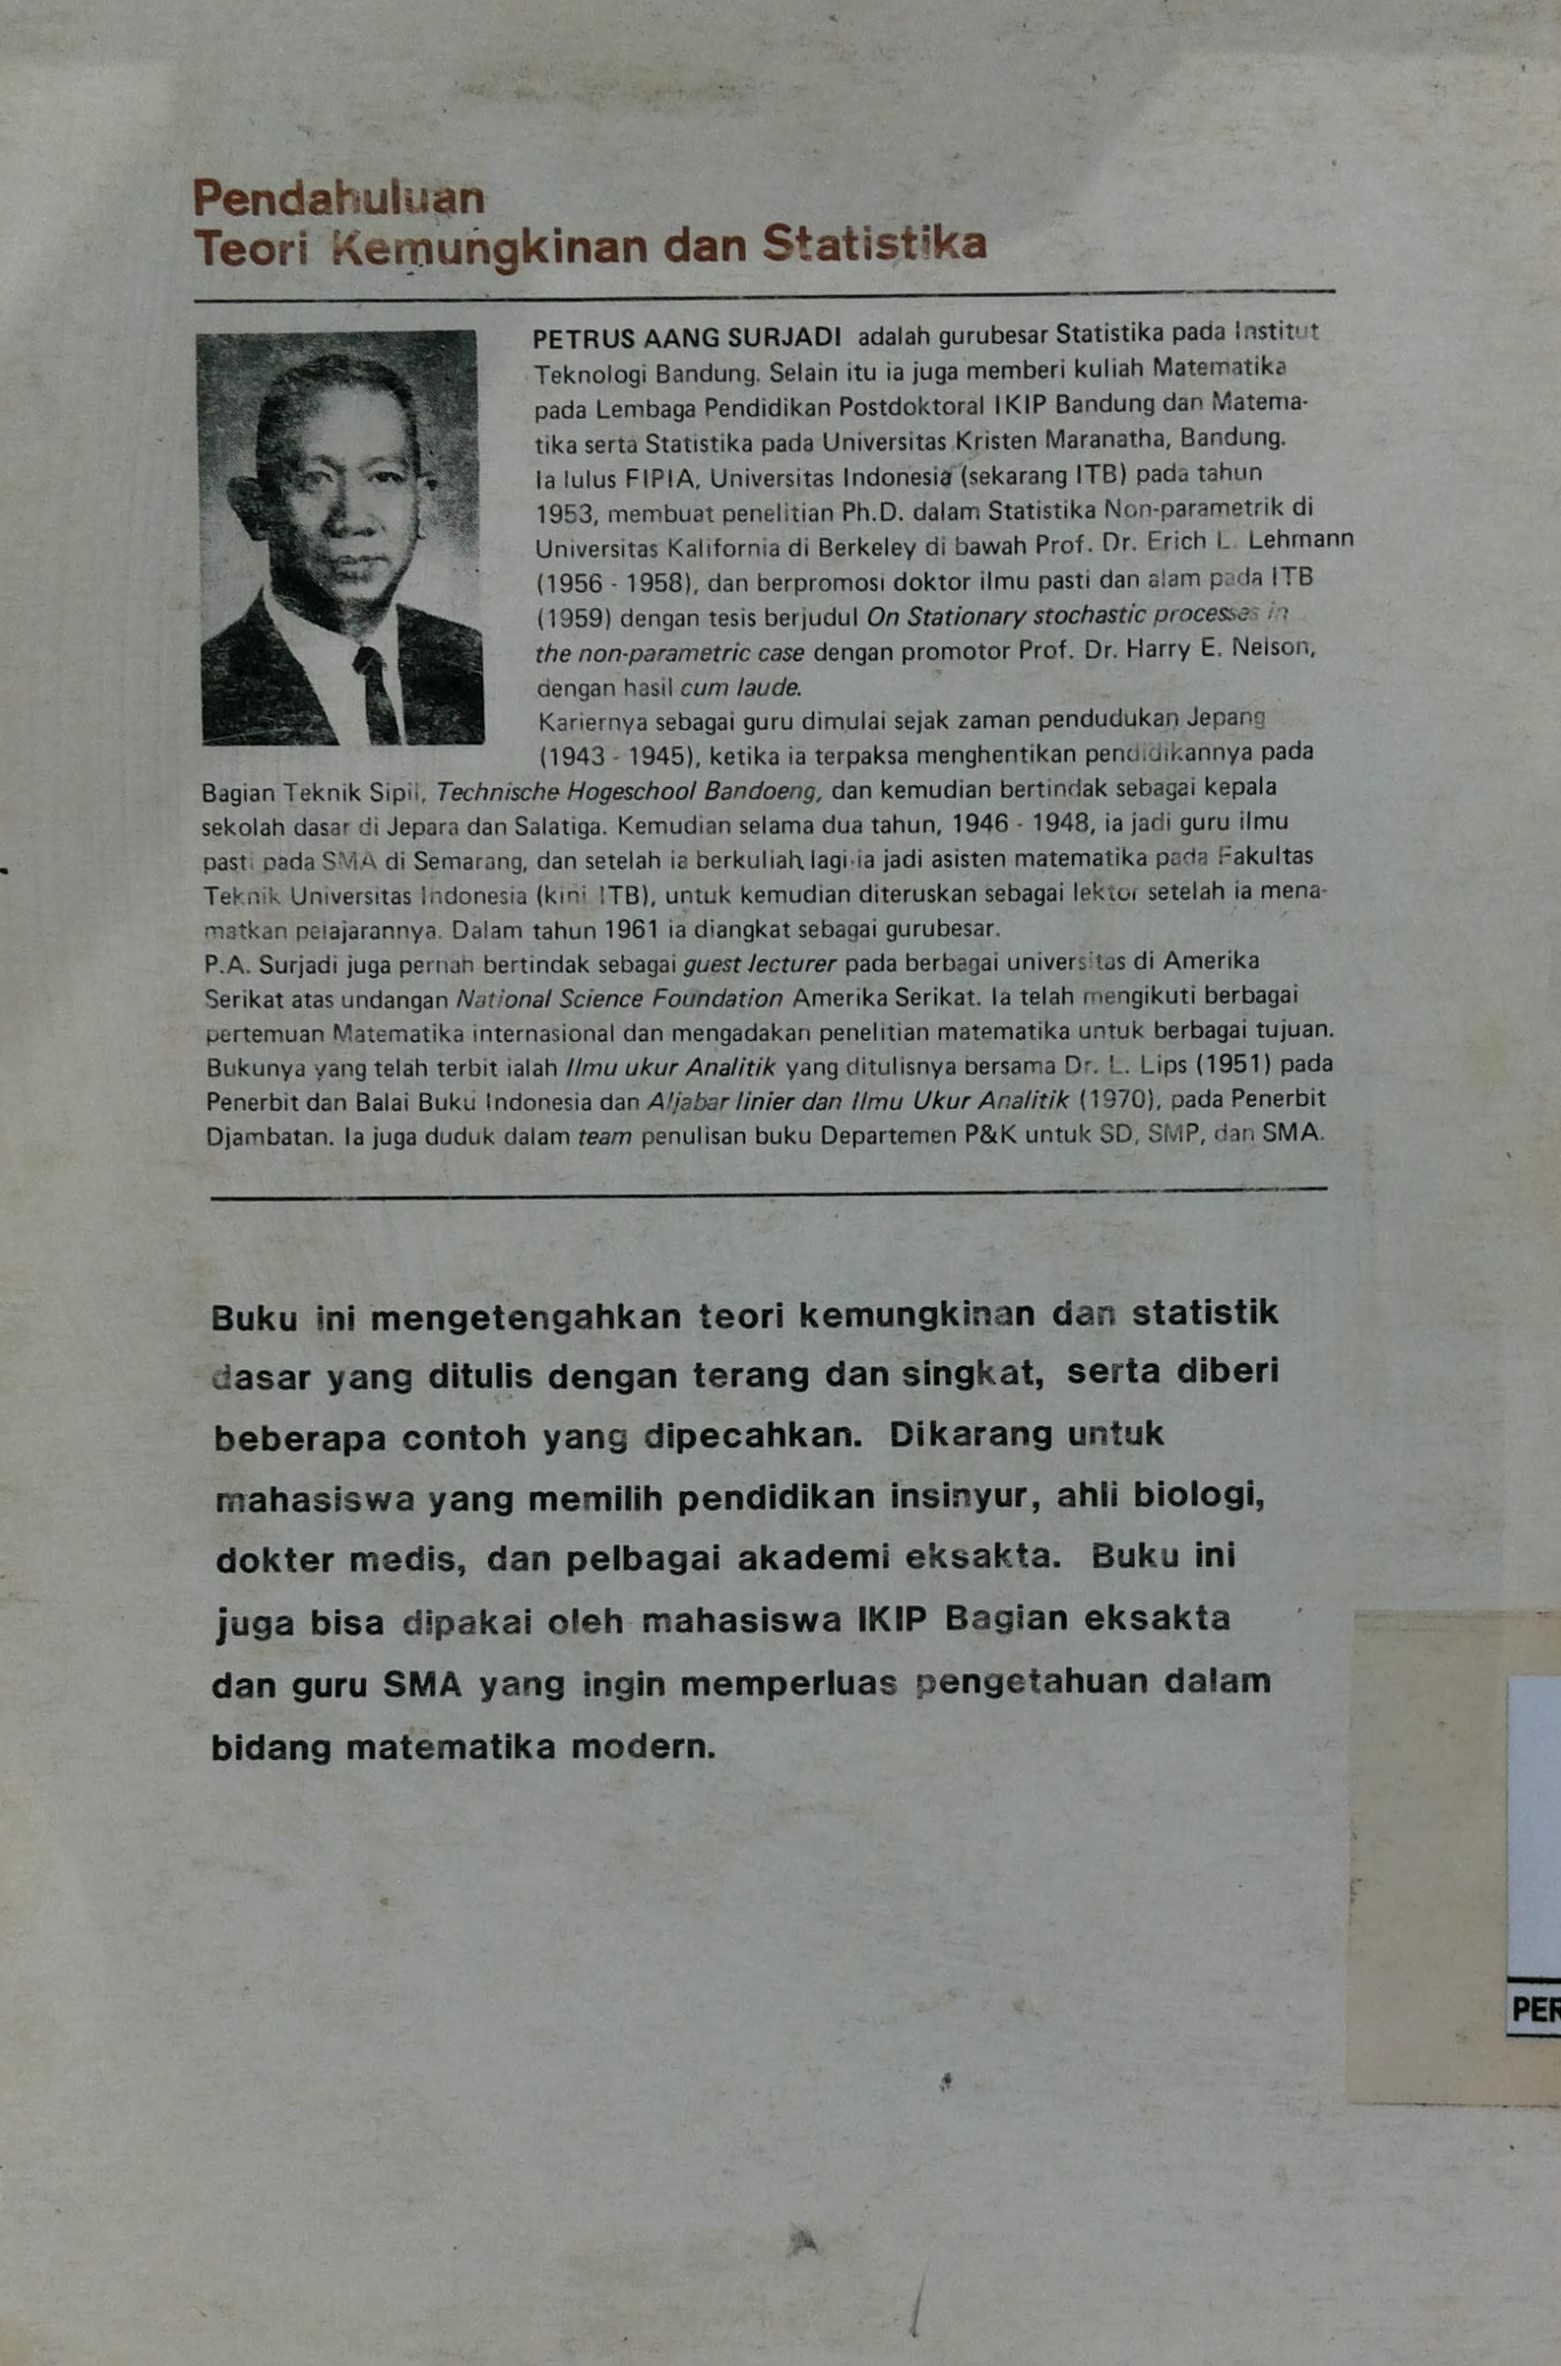 Pendahuluan
Teori Kemungkinan dan Statistika
PETRUS AANG SURJADI adalah gurubesar Statistika pada Institut
Teknologi Bandung. Selain itu ia juga memberi kuliah Matematika
pada Lembaga Pendidikan Postdoktoral IKIP Bandung dan Matema-
tika serta Statistika pada Universitas Kristen Maranatha, Bandung.
Ia lulus FIPIA, Universitas Indonesia (sekarang ITB) pada tahun
1953, membuat penelitian Ph.D. dalam Statistika Non-parametrik di
Universitas Kalifornia di Berkeley di bawah Prof. Dr. Erich L. Lehmann
(1956 - 1958), dan berpromosi doktor ilmu pasti dan alam pada ITB
(1959) dengan tesis berjudul On Stationary stochastic processes in
the non-parametric case dengan promotor Prof. Dr. Harry E. Nelson,
dengan hasil cum laude.
Kariernya sebagai guru dimulai sejak zaman pendudukan Jepang
(1943 - 1945), ketika ia terpaksa menghentikan pendidikannya pada
Bagian Teknik Sipil, Technische Hogeschool Bandoeng, dan kemudian bertindak sebagai kepala
sekolah dasar di Jepara dan Salatiga. Kemudian selama dua tahun, 1946 - 1948, ia jadi guru ilmu
pasti pada SMA di Semarang, dan setelah ia berkuliah lagi ia jadi asisten matematika pada Fakultas
Teknik Universitas Indonesia (kini ITB), untuk kemudian diteruskan sebagai lektor setelah ia mena-
matkan pelajarannya. Dalam tahun 1961 ia diangkat sebagai gurubesar.
P.A. Surjadi juga pernah bertindak sebagai guest lecturer pada berbagai universitas di Amerika
Serikat atas undangan National Science Foundation Amerika Serikat. Ia telah mengikuti berbagai
pertemuan Matematika internasional dan mengadakan penelitian matematika untuk berbagai tujuan.
Bukunya yang telah terbit ialah Ilmu ukur Analitik yang ditulisnya bersama Dr. L. Lips (1951) pada
Penerbit dan Balai Buku Indonesia dan Aljabar linier dan Ilmu Ukur Analitik (1970), pada Penerbit
Djambatan. Ia juga duduk dalam team penulisan buku Departemen P&K untuk SD, SMP, dan SMA.
Buku ini mengetengahkan teori kemungkinan dan statistik
dasar yang ditulis dengan terang dan singkat, serta diberi
beberapa contoh yang dipecahkan. Dikarang untuk
mahasiswa yang memilih pendidikan insinyur, ahli biologi,
dokter medis, dan pelbagai akademi eksakta. Buku ini
juga bisa dipakai oleh mahasiswa IKIP Bagian eksakta
dan guru SMA yang ingin memperluas pengetahuan dalam
bidang matematika modern.
PER